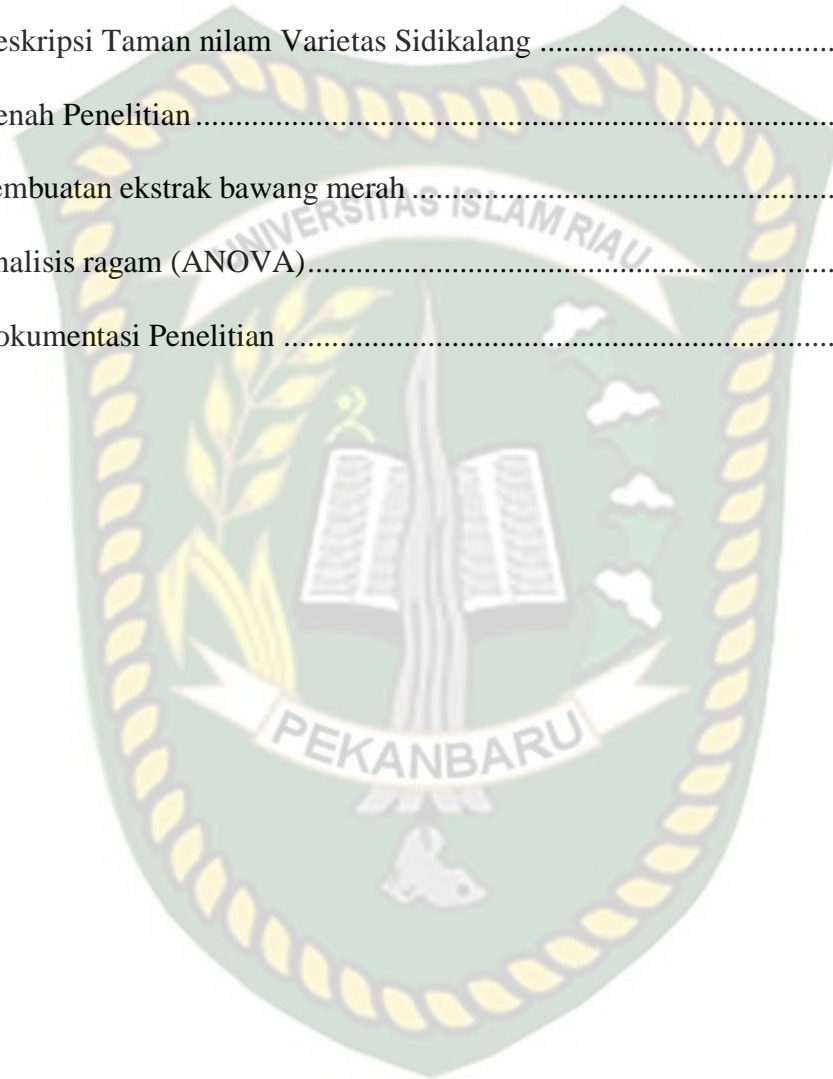 eskripsi Taman nilam Varietas Sidikalang ....................................
enah Penelitian ................................................................................
embuatan ekstrak bawang merah ....................................................
nalisis ragam (ANOVA) .................................................................
okumentasi Penelitian ....................................................................
UNIVERSITAS ISLAM RIAU
PEKANBARU